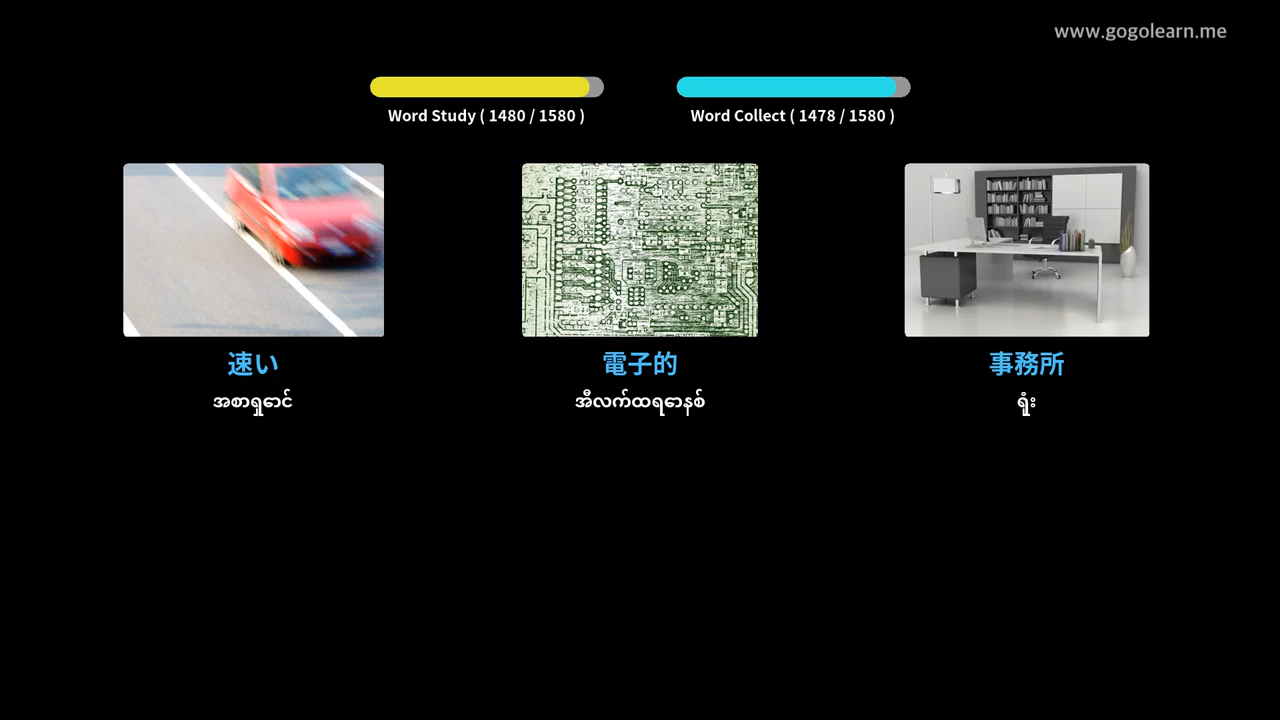 www.gogolearn.me
Word Study ( 1480 / 1580 )
Word Collect ( 1478 / 1580 )
速い
電子的
事務所
အစာရှောင်
အီလက်ထရောနစ်
ရုံး